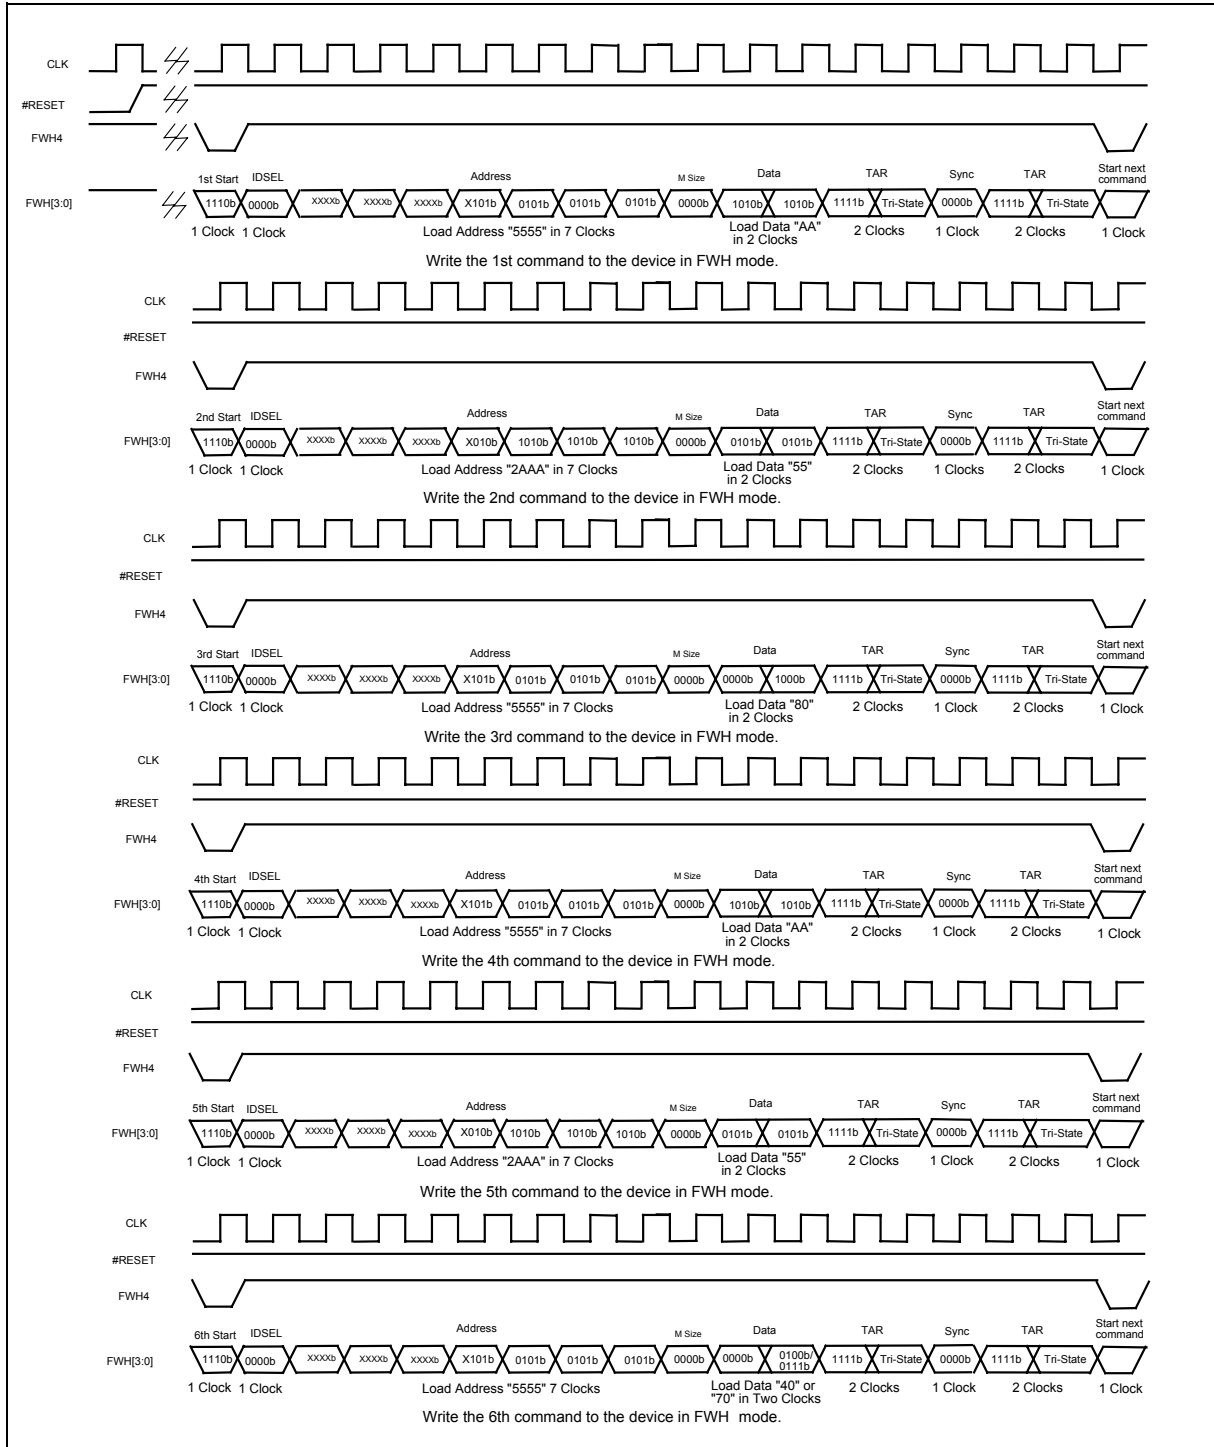 CLK
#RESET
FWH4
1st Start IDSEL Address M Size Data TAR Sync TAR Start next command
FWH[3:0] 1110b 0000b XXXXb XXXXb XXXXb X101b 0101b 0101b 0101b 0000b 1010b 1010b 1111b Tri-State 0000b 1111b Tri-State
1 Clock 1 Clock Load Address "5555" in 7 Clocks Load Data "AA" in 2 Clocks 2 Clocks 1 Clock 2 Clocks 1 Clock
Write the 1st command to the device in FWH mode.
CLK
#RESET
FWH4
2nd Start IDSEL Address M Size Data TAR Sync TAR Start next command
FWH[3:0] 1110b 0000b XXXXb XXXXb XXXXb X010b 1010b 1010b 1010b 0000b 0101b 0101b 1111b Tri-State 0000b 1111b Tri-State
1 Clock 1 Clock Load Address "2AAA" in 7 Clocks Load Data "55" in 2 Clocks 2 Clocks 1 Clocks 2 Clocks 1 Clock
Write the 2nd command to the device in FWH mode.
CLK
#RESET
FWH4
3rd Start IDSEL Address M Size Data TAR Sync TAR Start next command
FWH[3:0] 1110b 0000b XXXXb XXXXb XXXXb X101b 0101b 0101b 0101b 0000b 0000b 1000b 1111b Tri-State 0000b 1111b Tri-State
1 Clock 1 Clock Load Address "5555" in 7 Clocks Load Data "80" in 2 Clocks 2 Clocks 1 Clock 2 Clocks 1 Clock
Write the 3rd command to the device in FWH mode.
CLK
#RESET
FWH4
4th Start IDSEL Address M Size Data TAR Sync TAR Start next command
FWH[3:0] 1110b 0000b XXXXb XXXXb XXXXb X101b 0101b 0101b 0101b 0000b 1010b 1010b 1111b Tri-State 0000b 1111b Tri-State
1 Clock 1 Clock Load Address "5555" in 7 Clocks Load Data "AA" in 2 Clocks 2 Clocks 1 Clock 2 Clocks 1 Clock
Write the 4th command to the device in FWH mode.
CLK
#RESET
FWH4
5th Start IDSEL Address M Size Data TAR Sync TAR Start next command
FWH[3:0] 1110b 0000b XXXXb XXXXb XXXXb X010b 1010b 1010b 1010b 0000b 0101b 0101b 1111b Tri-State 0000b 1111b Tri-State
1 Clock 1 Clock Load Address "2AAA" in 7 Clocks Load Data "55" in 2 Clocks 2 Clocks 1 Clock 2 Clocks 1 Clock
Write the 5th command to the device in FWH mode.
CLK
#RESET
FWH4
6th Start IDSEL Address M Size Data TAR Sync TAR Start next command
FWH[3:0] 1110b 0000b XXXXb XXXXb XXXXb X101b 0101b 0101b 0101b 0000b 0000b 0100b/ 0111b 1111b Tri-State 0000b 1111b Tri-State
1 Clock 1 Clock Load Address "5555" 7 Clocks Load Data "40" or "70" in Two Clocks 2 Clocks 1 Clock 2 Clocks 1 Clock
Write the 6th command to the device in FWH mode.